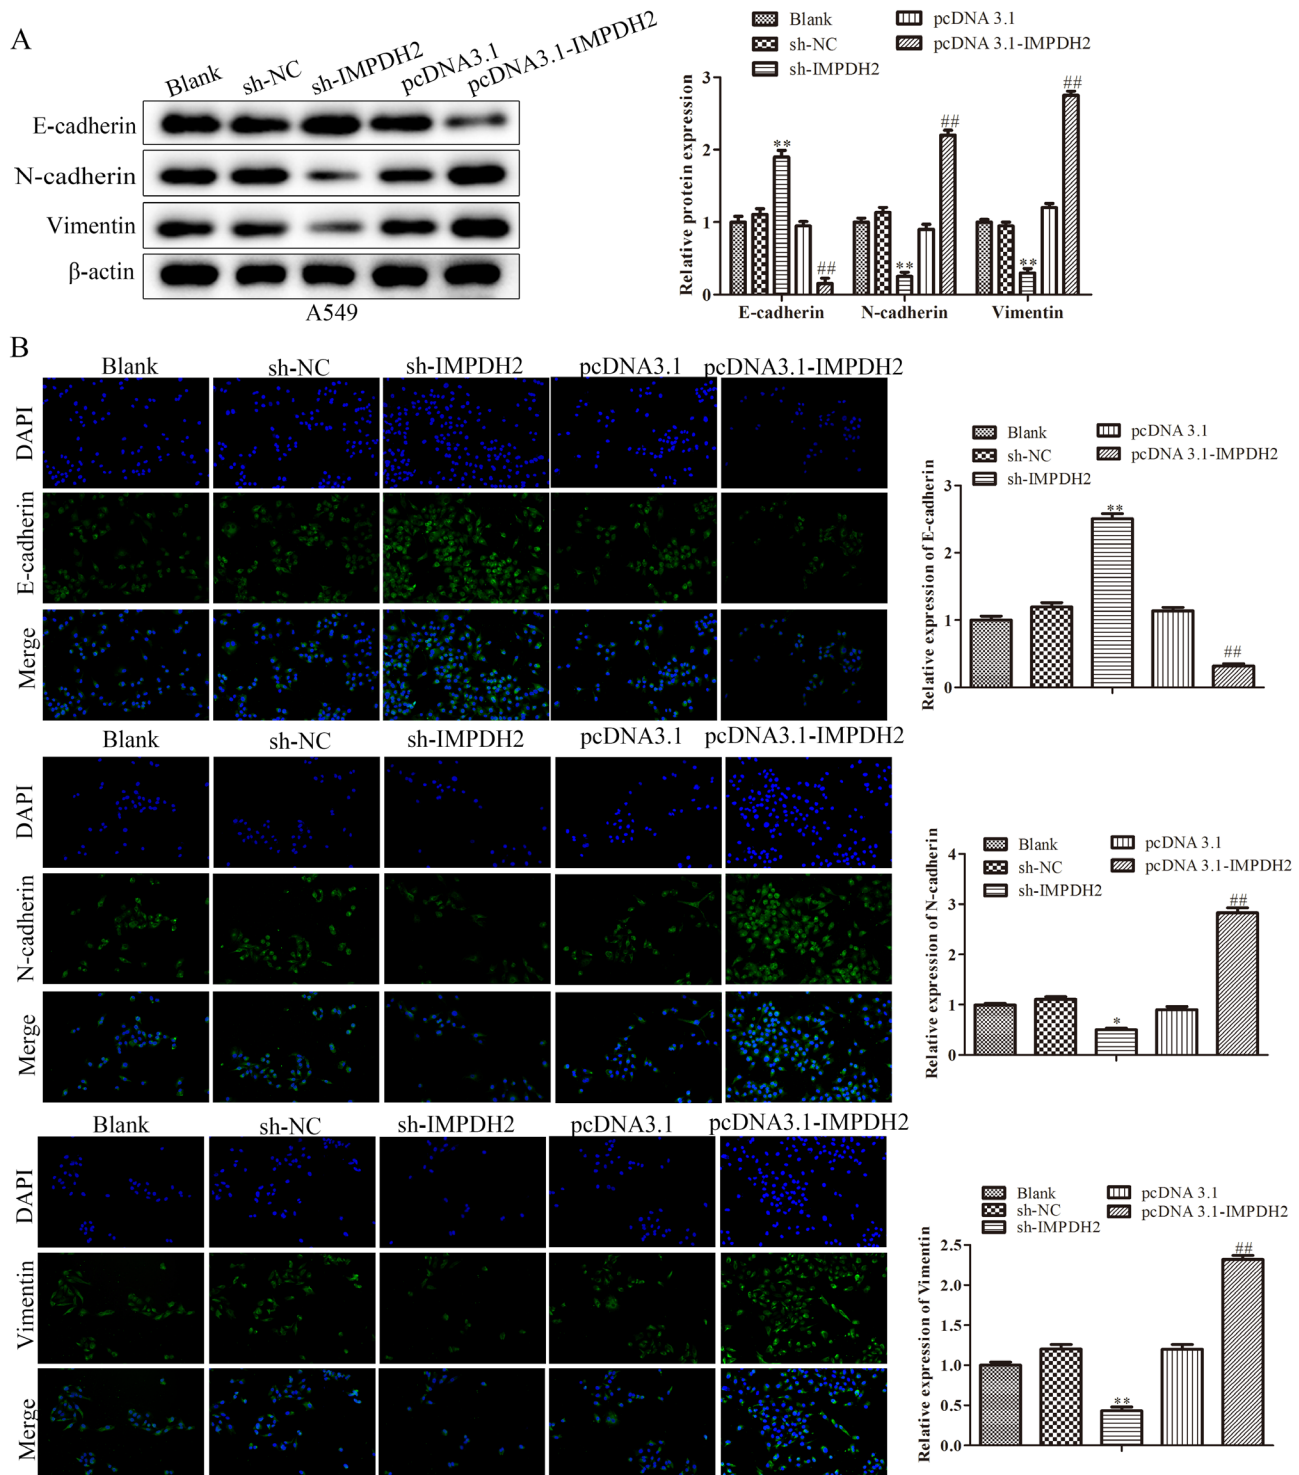 A
Blank
sh-NC
sh-IMPDH2
pcDNA3.1
pcDNA3.1-IMPDH2
E-cadherin
N-cadherin
Vimentin
β-actin
A549
Blank
sh-NC
sh-IMPDH2
pcDNA 3.1
pcDNA 3.1-IMPDH2
Relative protein expression
3
2
1
0
**
##
**
##
**
##
E-cadherin N-cadherin Vimentin
B
Blank sh-NC sh-IMPDH2 pcDNA3.1 pcDNA3.1-IMPDH2
DAPI
E-cadherin
Merge
Blank
sh-NC
sh-IMPDH2
pcDNA 3.1
pcDNA 3.1-IMPDH2
Relative expression of E-cadherin
3
2
1
0
**
##
Blank sh-NC sh-IMPDH2 pcDNA3.1 pcDNA3.1-IMPDH2
DAPI
N-cadherin
Merge
Blank
sh-NC
sh-IMPDH2
pcDNA 3.1
pcDNA 3.1-IMPDH2
Relative expression of N-cadherin
4
3
2
1
0
*
##
Blank sh-NC sh-IMPDH2 pcDNA3.1 pcDNA3.1-IMPDH2
DAPI
Vimentin
Merge
Blank
sh-NC
sh-IMPDH2
pcDNA 3.1
pcDNA 3.1-IMPDH2
Relative expression of Vimentin
2.5
2.0
1.5
1.0
0.5
0.0
**
##